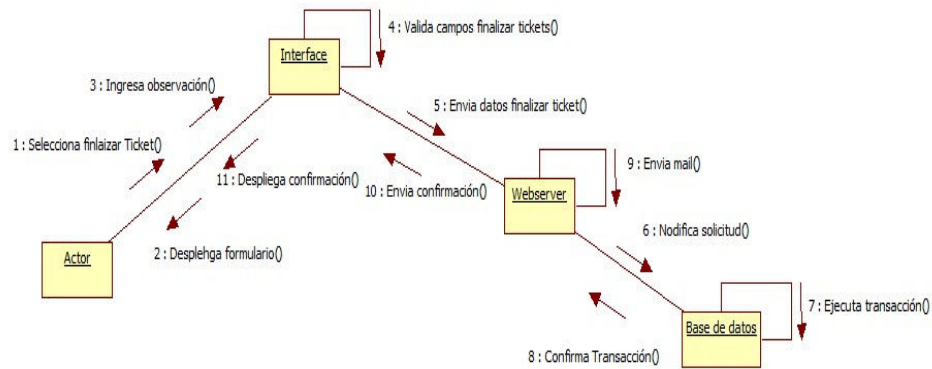 4 : Valida campos finalizar tickets()
Interface
3 : Ingresa observación()
5 : Envia datos finalizar ticket()
1 : Selecciona finlaizar Ticket()
9 : Envia mail()
11 : Despliega confirmación()
10 : Envia confirmación()
Webserver
6 : Nodifica solicitud()
Actor
2 : Desplehga formulario()
7 : Ejecuta transacción()
Base de datos
8 : Confirma Transacción()